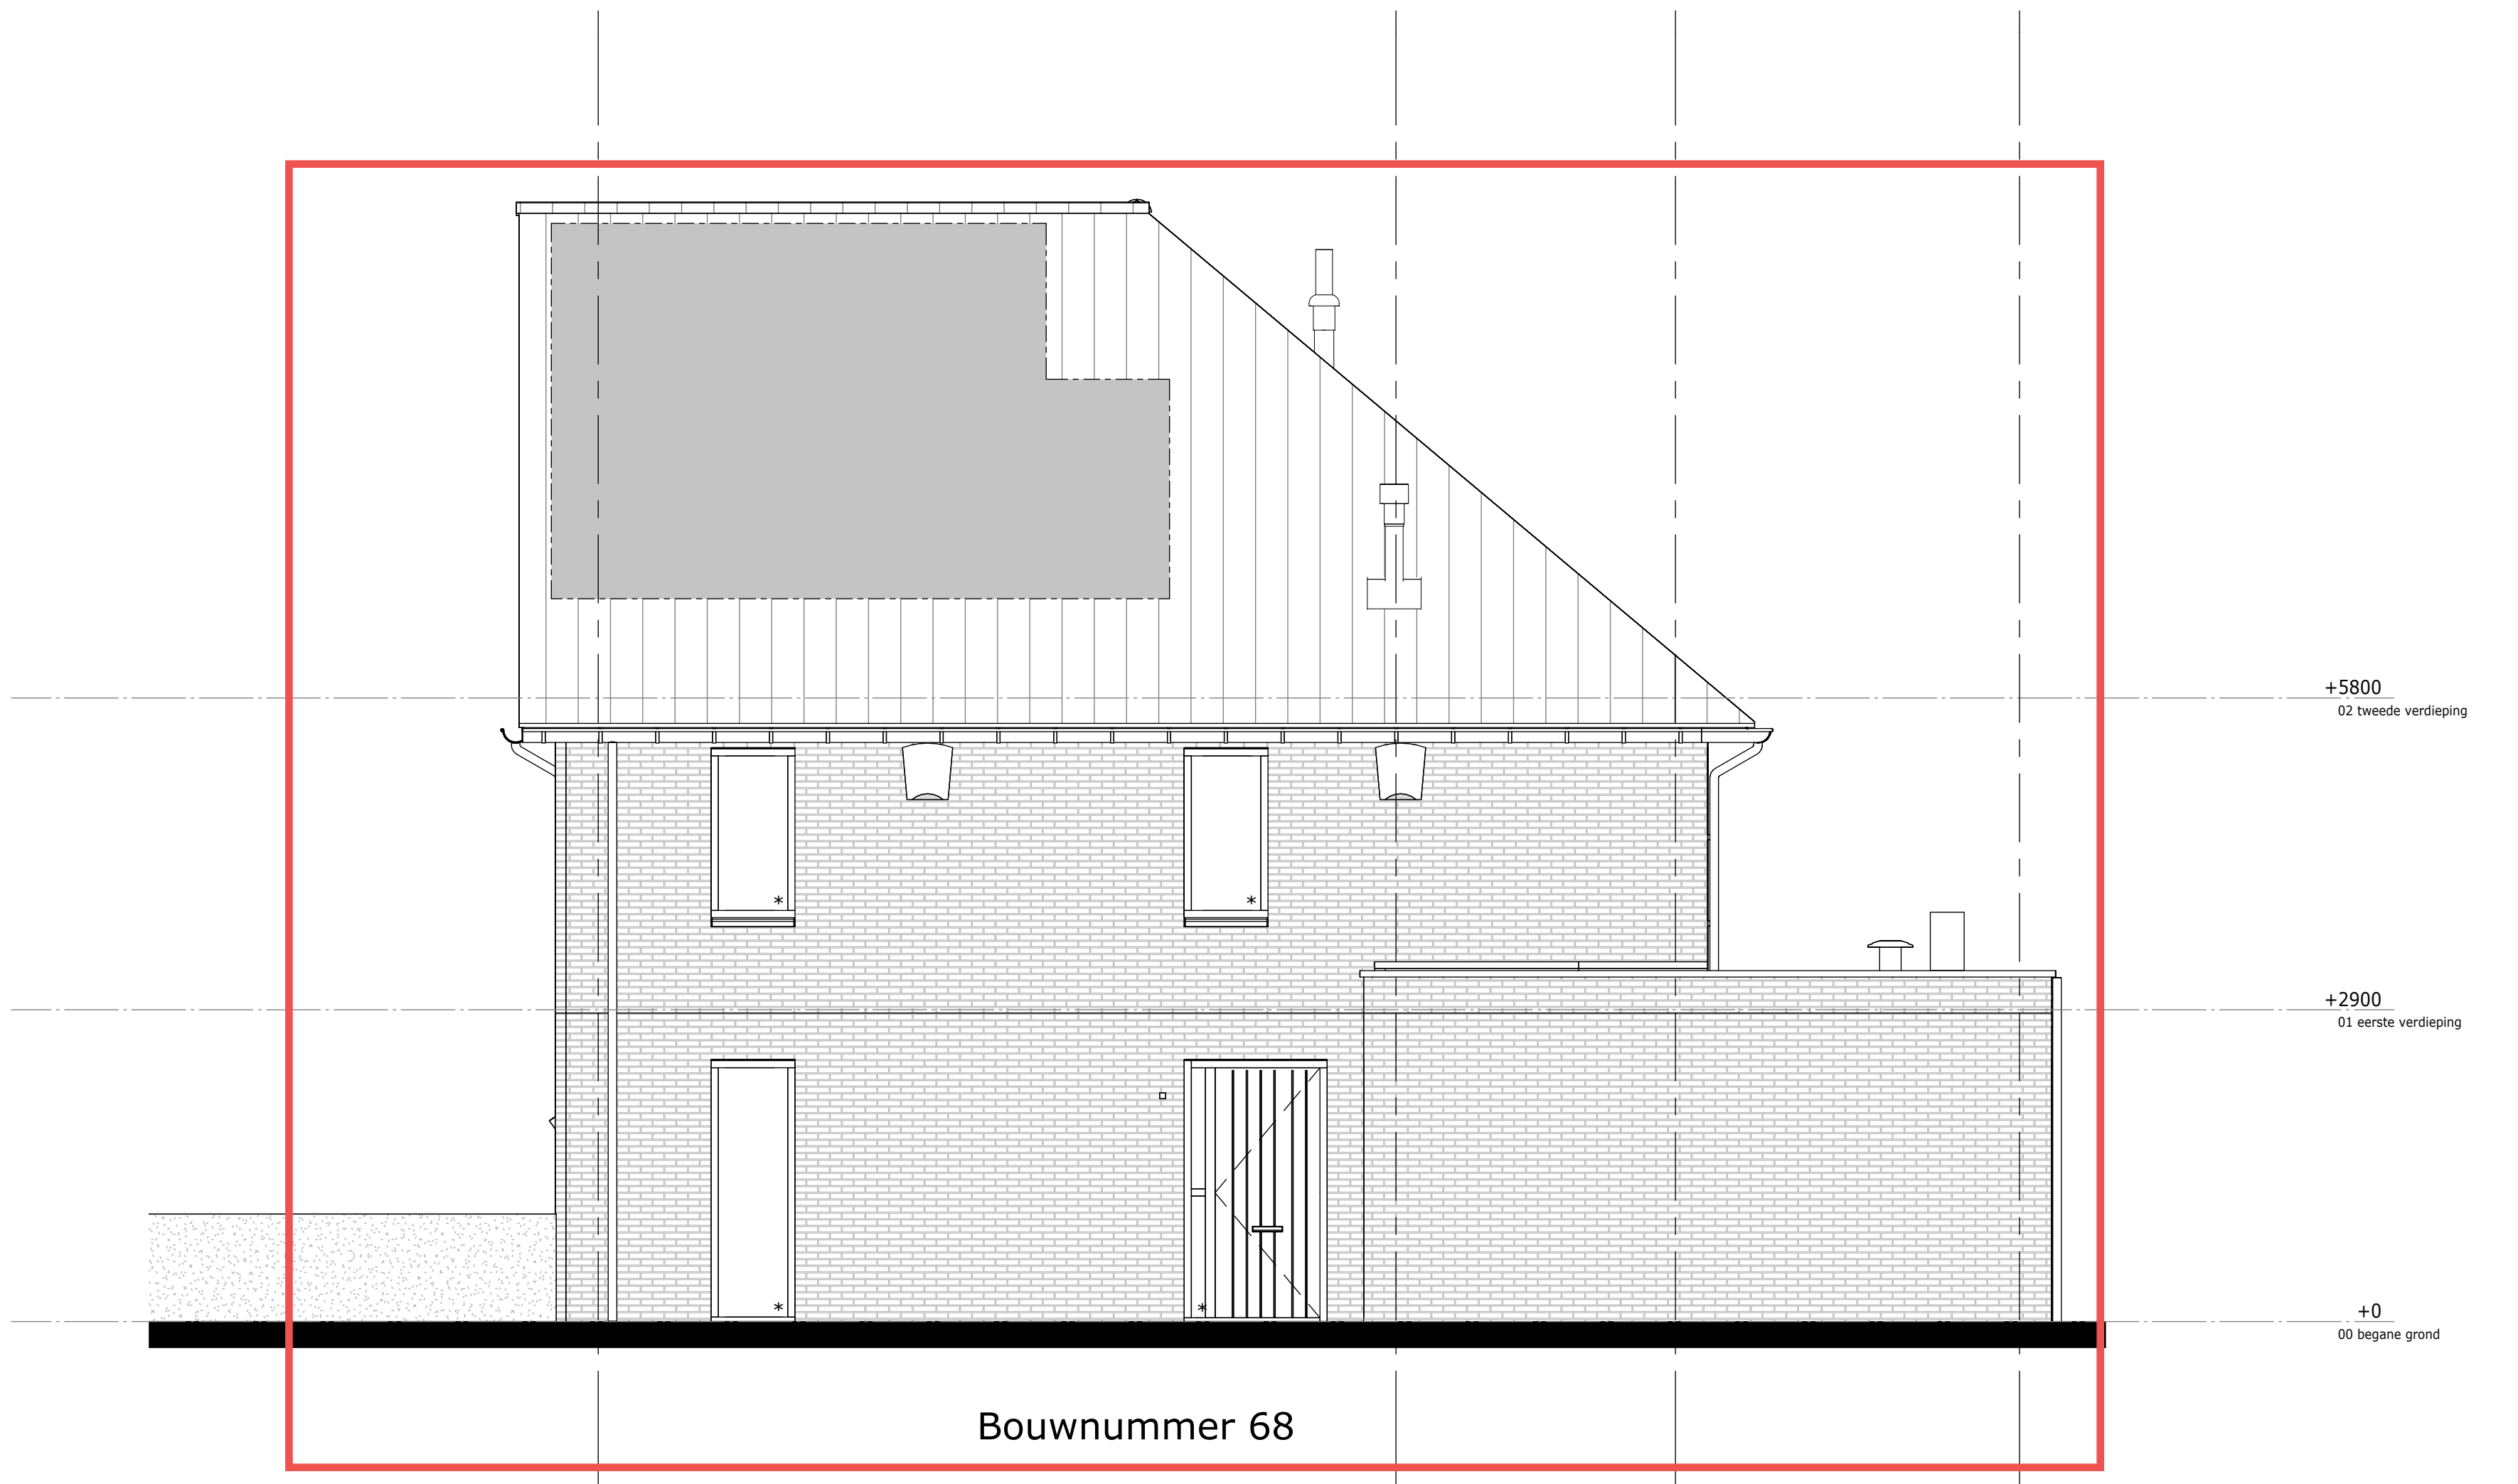 +5800
02 tweede verdieping
+2900
01 eerste verdieping
+0
00 begane grond
*
*
*
*
Bouwnummer 68